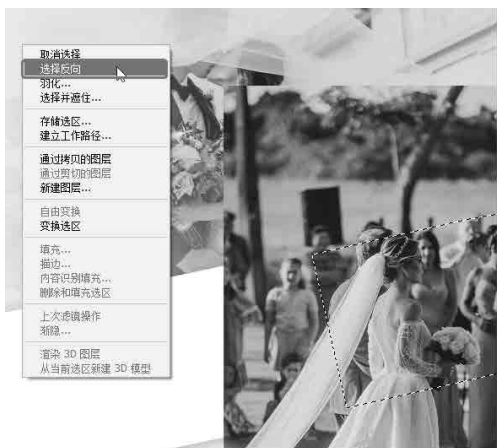 取消选择
选择反向
羽化...
选择并遮住...
存储选区...
建立工作路径...
通过拷贝的图层
通过剪切的图层
新建图层...
自由变换
变换选区
填充...
描边...
内容识别填充...
删除和填充选区
上次滤镜操作
渐隐...
渲染 3D 图层
从当前选区新建 3D 模型